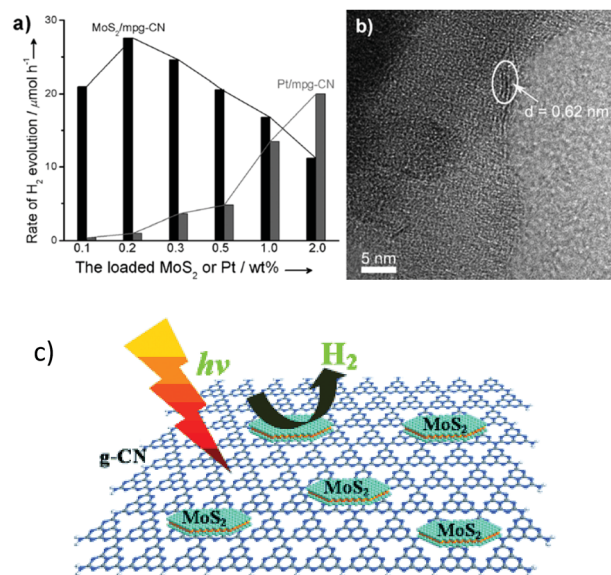 a)
30
20
10
0
Rate of H₂ evolution / μmol h⁻¹ →
MoS₂/mpg-CN
Pt/mpg-CN
0.1 0.2 0.3 0.5 1.0 2.0
The loaded MoS₂ or Pt / wt% →
b)
d = 0.62 nm
5 nm
c)
hν
H₂
g-CN
MoS₂
MoS₂
MoS₂
MoS₂
MoS₂